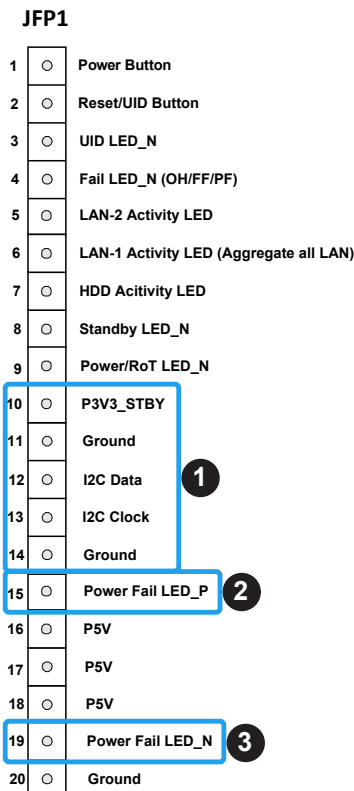 JFP1
1 Power Button
2 Reset/UID Button
3 UID LED_N
4 Fail LED_N (OH/FF/PF)
5 LAN-2 Activity LED
6 LAN-1 Activity LED (Aggregate all LAN)
7 HDD Acitivity LED
8 Standby LED_N
9 Power/RoT LED_N
10 P3V3_STBY
11 Ground
12 I2C Data 1
13 I2C Clock
14 Ground
15 Power Fail LED_P 2
16 P5V
17 P5V
18 P5V
19 Power Fail LED_N 3
20 Ground